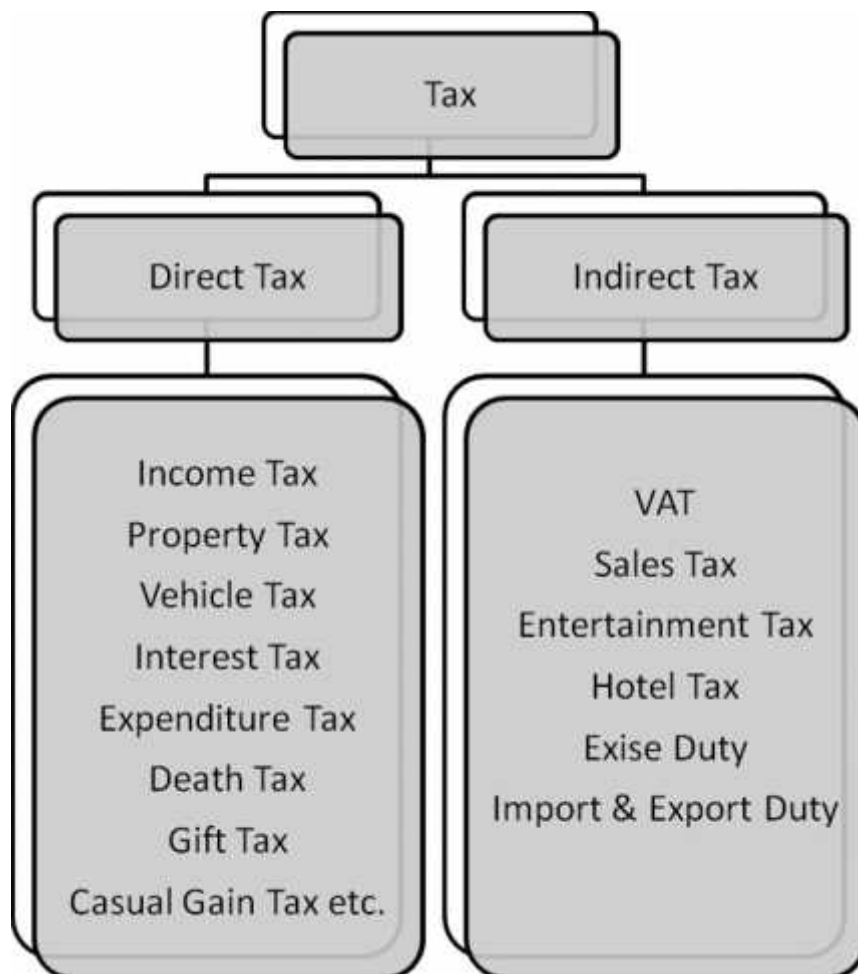 Tax
Direct Tax
Indirect Tax
Income Tax
Property Tax
Vehicle Tax
Interest Tax
Expenditure Tax
Death Tax
Gift Tax
Casual Gain Tax etc.
VAT
Sales Tax
Entertainment Tax
Hotel Tax
Exise Duty
Import & Export Duty